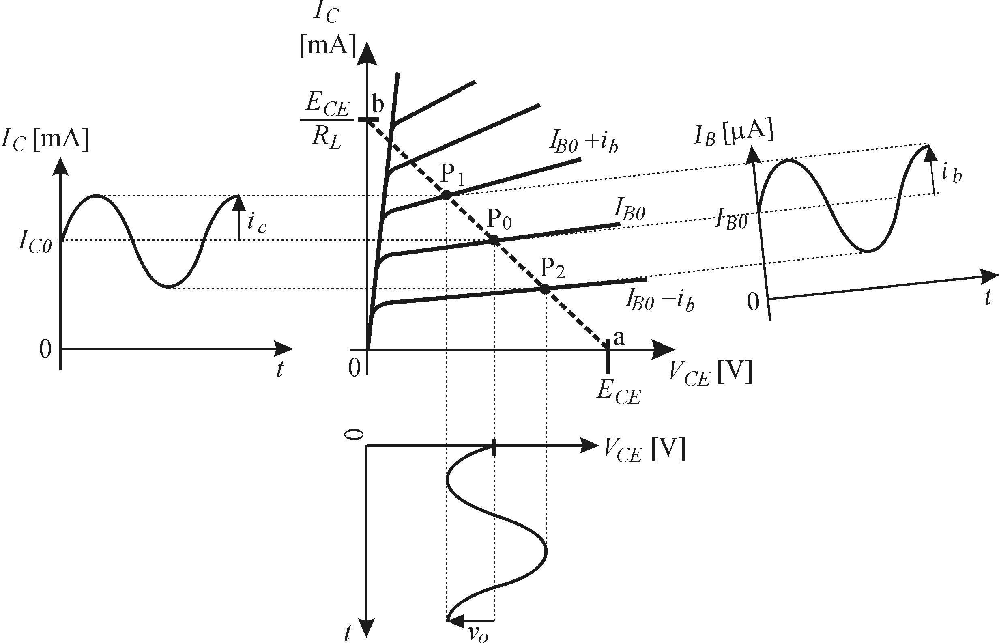 I_C
[mA]
E_CE
R_L
b
I_C [mA]
I_C0
i_c
0
t
P_1
P_0
P_2
I_B0 + i_b
I_B0
I_B0 − i_b
a
0
E_CE
V_CE [V]
I_B [μA]
I_B0
i_b
0
t
0
V_CE [V]
t
v_o